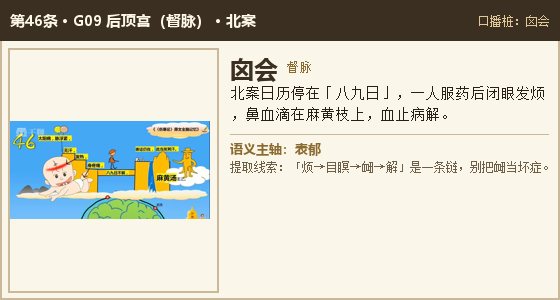 第46条・G09 后顶宫（督脉）・北案
口播桩：囟会
囟会 督脉
北案日历停在「八九日」，一人服药后闭眼发烦
，鼻血滴在麻黄枝上，血止病解。
语义主轴：表郁
提取线索：「烦→目瞑→衄→解」是一条链，别把衄当坏症。
46
麻黄汤